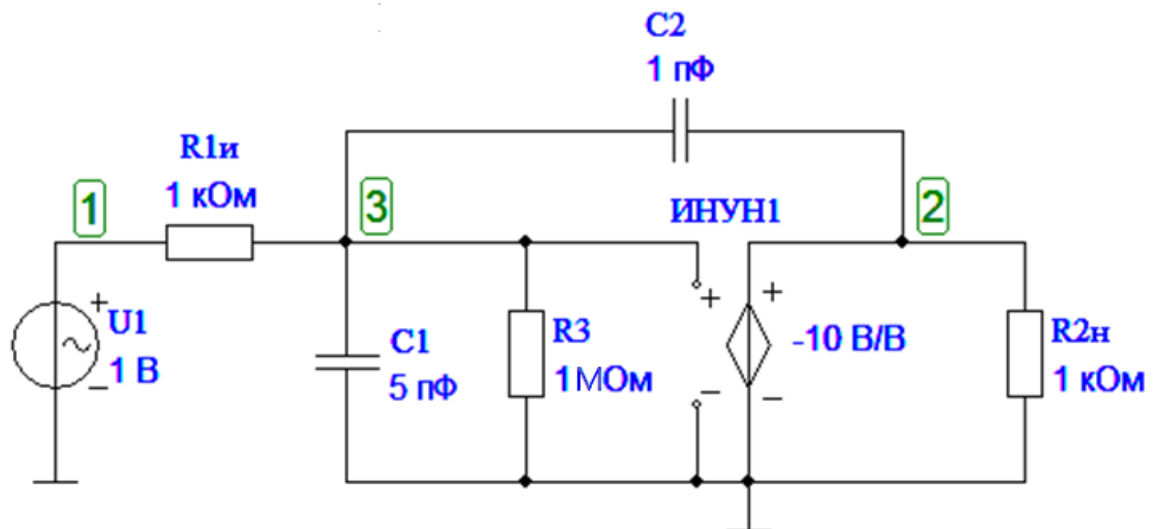 C2
1 пФ
R1и
1 кОм
1
3
ИНУН1
2
+
U1
1 В
−
C1
5 пФ
R3
1МОм
+
−
+
-10 В/В
−
R2н
1 кОм